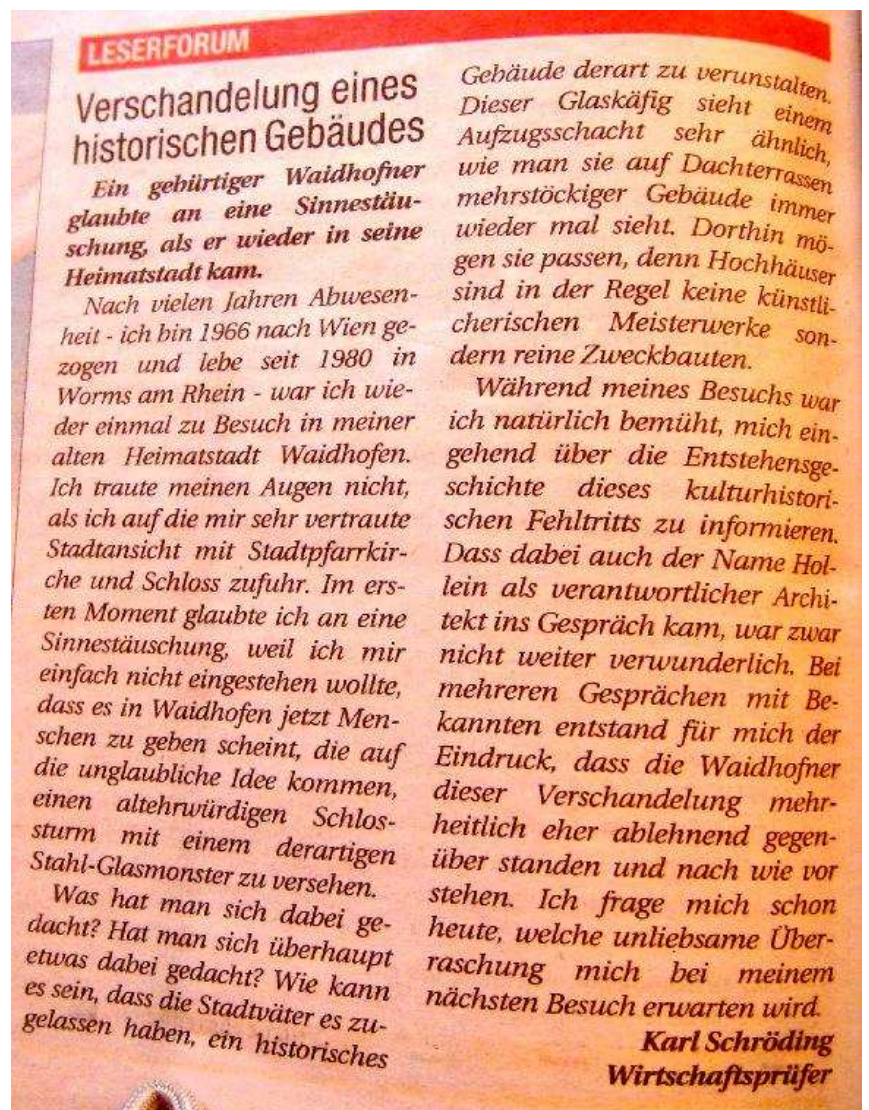 LESERFORUM
Verschandelung eines
historischen Gebäudes
Ein gebürtiger Waidhofner
glaubte an eine Sinnestäu-
schung, als er wieder in seine
Heimatstadt kam.
Nach vielen Jahren Abwesen-
heit - ich bin 1966 nach Wien ge-
zogen und lebe seit 1980 in
Worms am Rhein - war ich wie-
der einmal zu Besuch in meiner
alten Heimatstadt Waidhofen.
Ich traute meinen Augen nicht,
als ich auf die mir sehr vertraute
Stadtansicht mit Stadtpfarrkir-
che und Schloss zufuhr. Im ers-
ten Moment glaubte ich an eine
Sinnestäuschung, weil ich mir
einfach nicht eingestehen wollte,
dass es in Waidhofen jetzt Men-
schen zu geben scheint, die auf
die unglaubliche Idee kommen,
einen altehrwürdigen Schlos-
sturm mit einem derartigen
Stahl-Glasmonster zu versehen.
Was hat man sich dabei ge-
dacht? Hat man sich überhaupt
etwas dabei gedacht? Wie kann
es sein, dass die Stadtväter es zu-
gelassen haben, ein historisches
Gebäude derart zu verunstalten.
Dieser Glaskäfig sieht einem
Aufzugsschacht sehr ähnlich,
wie man sie auf Dachterrassen
mehrstöckiger Gebäude immer
wieder mal sieht. Dorthin mö-
gen sie passen, denn Hochhäuser
sind in der Regel keine künstli-
cherischen Meisterwerke son-
dern reine Zweckbauten.
Während meines Besuchs war
ich natürlich bemüht, mich ein-
gehend über die Entstehensge-
schichte dieses kulturhistori-
schen Fehltritts zu informieren.
Dass dabei auch der Name Hol-
lein als verantwortlicher Archi-
tekt ins Gespräch kam, war zwar
nicht weiter verwunderlich. Bei
mehreren Gesprächen mit Be-
kannten entstand für mich der
Eindruck, dass die Waidhofner
dieser Verschandelung mehr-
heitlich eher ablehnend gegen-
über standen und nach wie vor
stehen. Ich frage mich schon
heute, welche unliebsame Über-
raschung mich bei meinem
nächsten Besuch erwarten wird.
Karl Schröding
Wirtschaftsprüfer